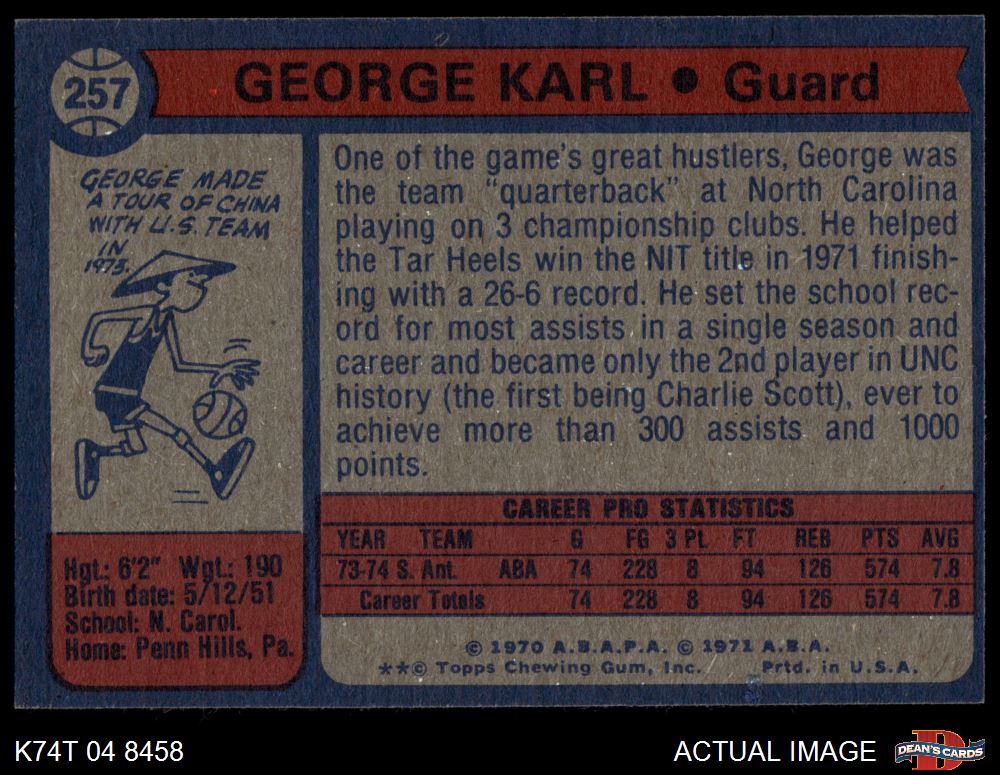 257
GEORGE KARL ● Guard
GEORGE MADE
A TOUR OF CHINA
WITH U.S. TEAM
IN
1973.
One of the game's great hustlers, George was
the team "quarterback" at North Carolina
playing on 3 championship clubs. He helped
the Tar Heels win the NIT title in 1971 finish-
ing with a 26-6 record. He set the school rec-
ord for most assists in a single season and
career and became only the 2nd player in UNC
history (the first being Charlie Scott), ever to
achieve more than 300 assists and 1000
points.
Hgt.: 6'2" Wgt.: 190
Birth date: 5/12/51
School: N. Carol.
Home: Penn Hills, Pa.
CAREER PRO STATISTICS
YEAR TEAM G FG 3 PL FT REB PTS AVG
73-74 S. Ant. ABA 74 228 8 94 126 574 7.8
Career Totals 74 228 8 94 126 574 7.8
© 1970 A.B.A.P.A. © 1971 A.B.A.
**© Topps Chewing Gum, Inc. Prtd. in U.S.A.
K74T 04 8458
ACTUAL IMAGE
D
DEAN'S CARDS